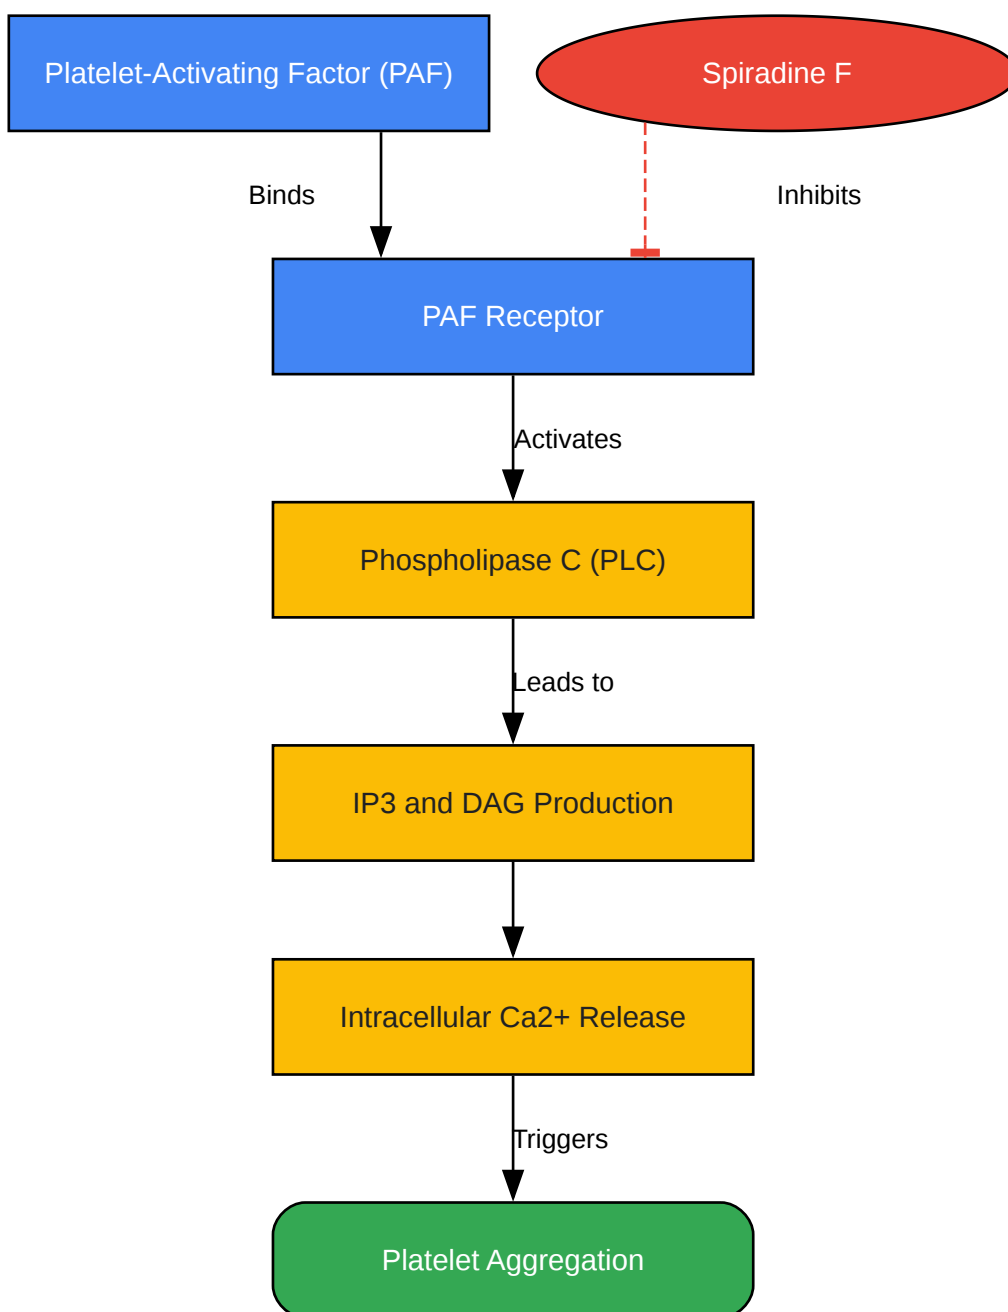 Platelet-Activating Factor (PAF)
Spiradine F
Binds
Inhibits
PAF Receptor
Activates
Phospholipase C (PLC)
Leads to
IP3 and DAG Production
Intracellular Ca2+ Release
Triggers
Platelet Aggregation